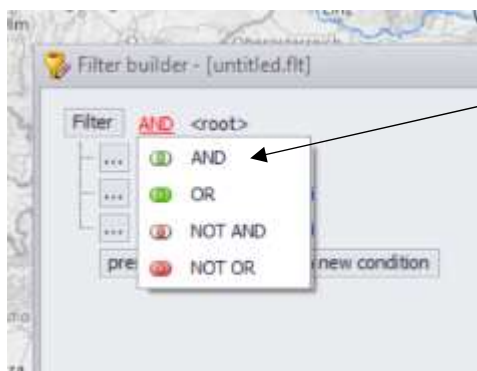 Filter builder - [untitled.flt]
Filter AND <root>
... AND
... OR
... NOT AND
pre NOT OR new condition